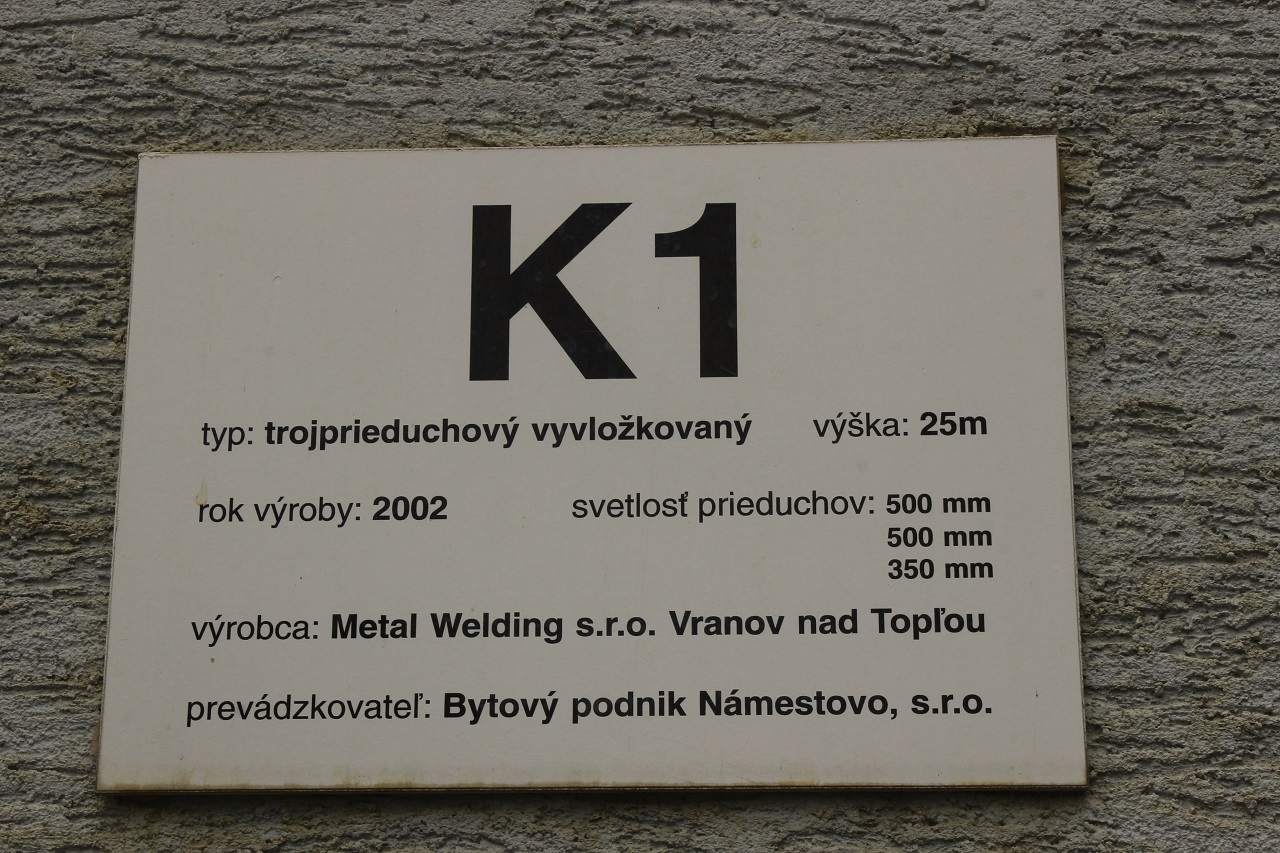 K1
typ: trojprieduchový vyvložkovaný výška: 25m
rok výroby: 2002 svetlosť prieduchov: 500 mm
500 mm
350 mm
výrobca: Metal Welding s.r.o. Vranov nad Topľou
prevádzkovateľ: Bytový podnik Námestovo, s.r.o.